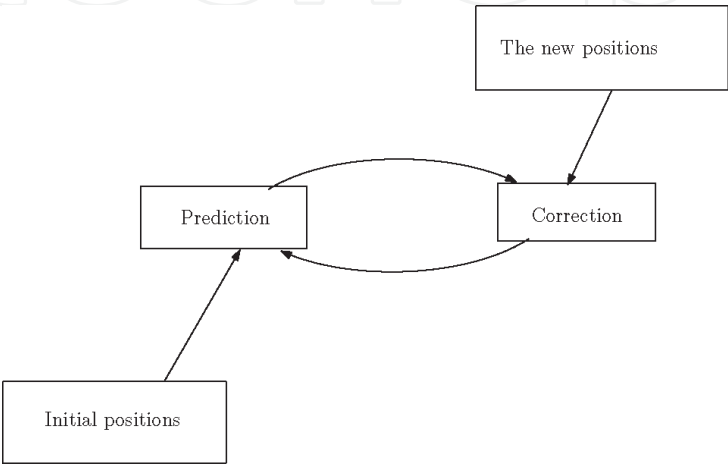 The new positions
Prediction
Correction
Initial positions